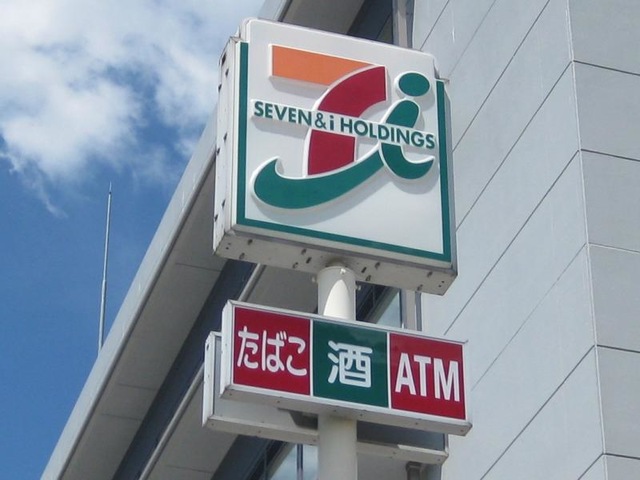 SEVEN & i HOLDINGS
たばこ 酒 ATM